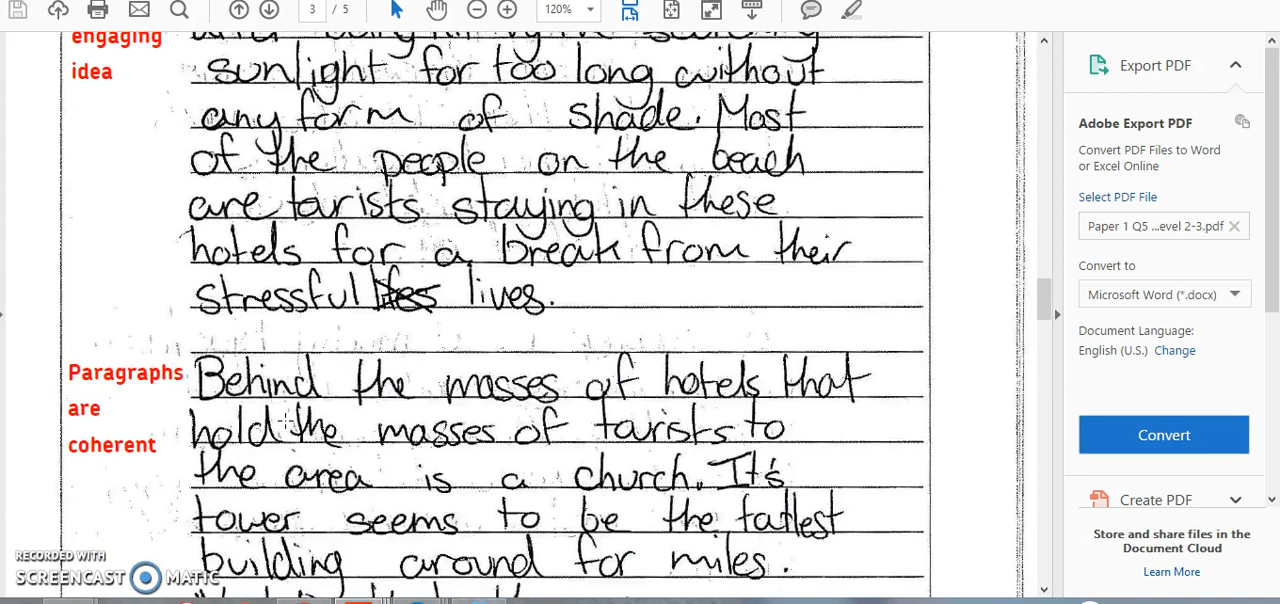 3 / 5
120%
engaging
idea
sunlight for too long without
any form of shade. Most
of the people on the beach
are tourists staying in these
hotels for a break from their
stressful lives.
Paragraphs
are
coherent
Behind the masses of hotels that
hold the masses of tourists to
the area is a church. It's
tower seems to be the tallest
building around for miles.
RECORDED WITH
SCREENCAST MATIC
Export PDF
Adobe Export PDF
Convert PDF Files to Word
or Excel Online
Select PDF File
Paper 1 Q5 ...evel 2-3.pdf
Convert to
Microsoft Word (*.docx)
Document Language:
English (U.S.) Change
Convert
Create PDF
Store and share files in the
Document Cloud
Learn More